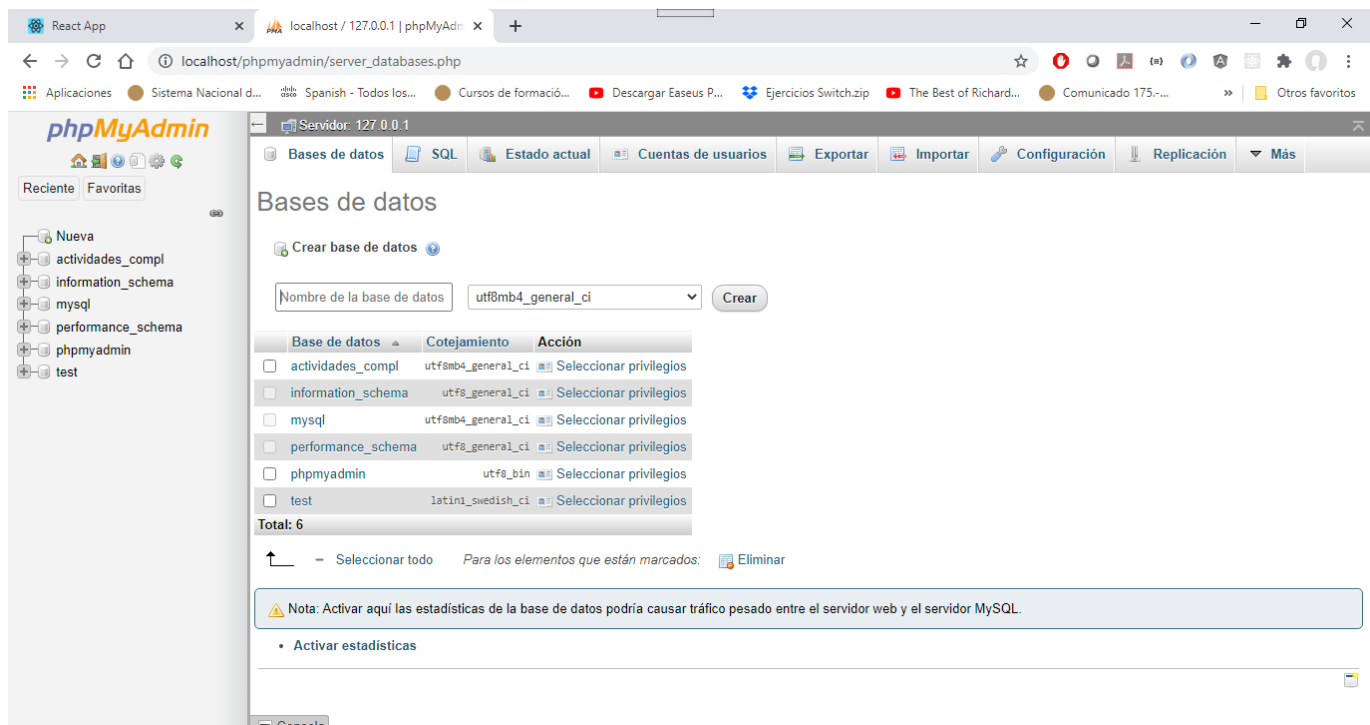 React App
localhost / 127.0.0.1 | phpMyAdn
localhost/phpmyadmin/server_databases.php
Aplicaciones Sistema Nacional d... Spanish - Todos los... Cursos de formació... Descargar Easeus P... Ejercicios Switch.zip The Best of Richard... Comunicado 175.-... » Otros favoritos
phpMyAdmin
Reciente Favoritas
Nueva
actividades_compl
information_schema
mysql
performance_schema
phpmyadmin
test
Servidor: 127.0.0.1
Bases de datos SQL Estado actual Cuentas de usuarios Exportar Importar Configuración Replicación Más
Bases de datos
Crear base de datos
Nombre de la base de datos utf8mb4_general_ci Crear
Base de datos Cotejamiento Acción
actividades_compl utf8mb4_general_ci Seleccionar privilegios
information_schema utf8_general_ci Seleccionar privilegios
mysql utf8mb4_general_ci Seleccionar privilegios
performance_schema utf8_general_ci Seleccionar privilegios
phpmyadmin utf8_bin Seleccionar privilegios
test latin1_swedish_ci Seleccionar privilegios
Total: 6
Seleccionar todo Para los elementos que están marcados: Eliminar
Nota: Activar aquí las estadísticas de la base de datos podría causar tráfico pesado entre el servidor web y el servidor MySQL.
• Activar estadísticas
Consola